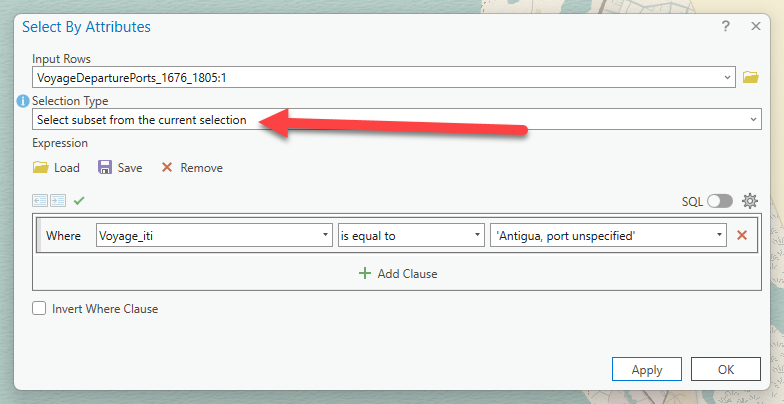 Select By Attributes
? ×
Input Rows
VoyageDeparturePorts_1676_1805:1
Selection Type
Select subset from the current selection
Expression
Load Save Remove
SQL
Where Voyage_iti is equal to 'Antigua, port unspecified'
Add Clause
Invert Where Clause
Apply OK